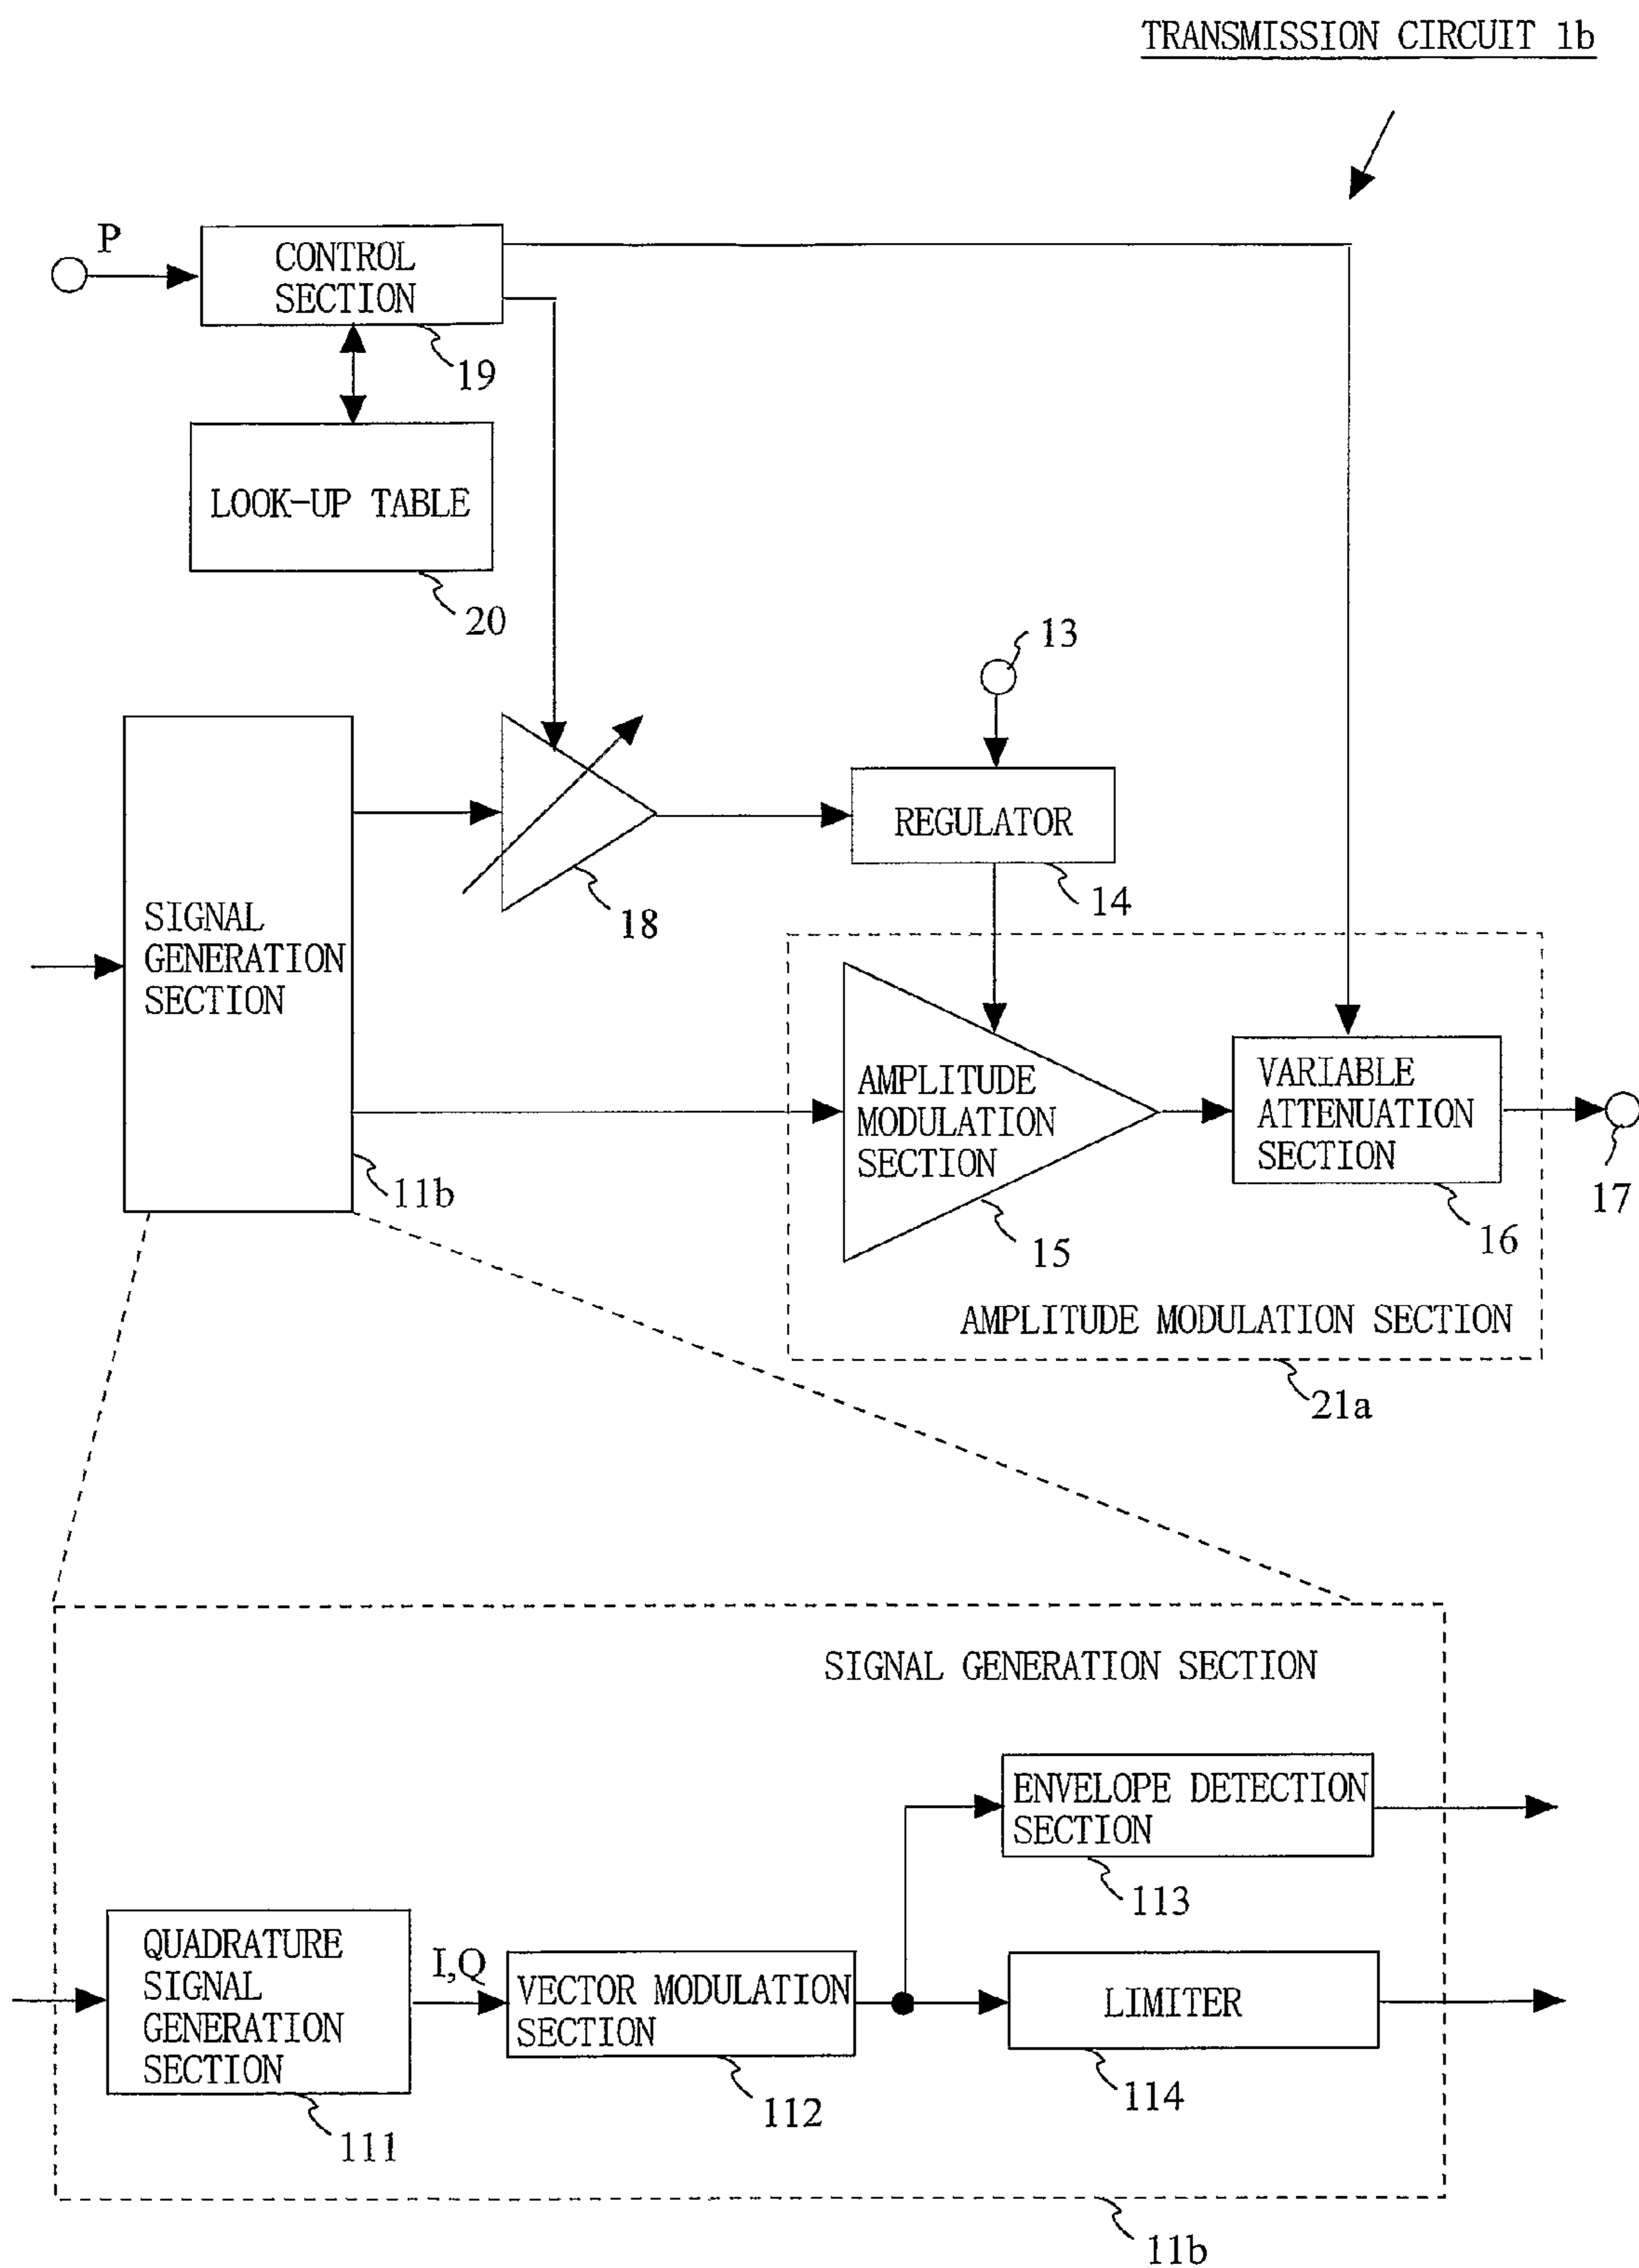 TRANSMISSION CIRCUIT 1b
P
CONTROL
SECTION
19
LOOK-UP TABLE
20
13
REGULATOR
14
18
SIGNAL
GENERATION
SECTION
11b
AMPLITUDE
MODULATION
SECTION
15
VARIABLE
ATTENUATION
SECTION
16
17
AMPLITUDE MODULATION SECTION
21a
SIGNAL GENERATION SECTION
ENVELOPE DETECTION
SECTION
113
QUADRATURE
SIGNAL
GENERATION
SECTION
111
I,Q
VECTOR MODULATION
SECTION
112
LIMITER
114
11b